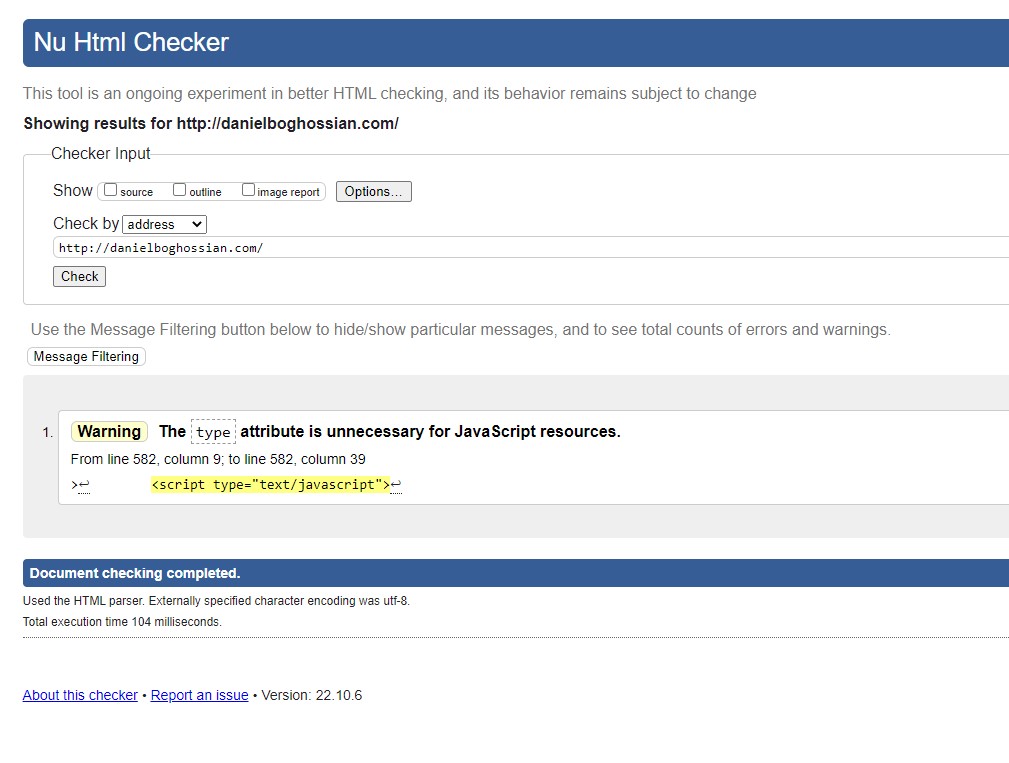 Nu Html Checker
This tool is an ongoing experiment in better HTML checking, and its behavior remains subject to change
Showing results for http://danielboghossian.com/
Checker Input
Show source outline image report Options...
Check by address
http://danielboghossian.com/
Check
Use the Message Filtering button below to hide/show particular messages, and to see total counts of errors and warnings.
Message Filtering
1. Warning The type attribute is unnecessary for JavaScript resources.
From line 582, column 9; to line 582, column 39
>↩ <script type="text/javascript">↩
Document checking completed.
Used the HTML parser. Externally specified character encoding was utf-8.
Total execution time 104 milliseconds.
About this checker • Report an issue • Version: 22.10.6